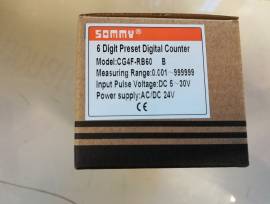 sommy®
6 Digit Preset Digital Counter
Model:CG4F-RB60 B
Measuring Range:0.001~999999
Input Pulse Voltage:DC 5~30V
Power supply:AC/DC 24V
CE